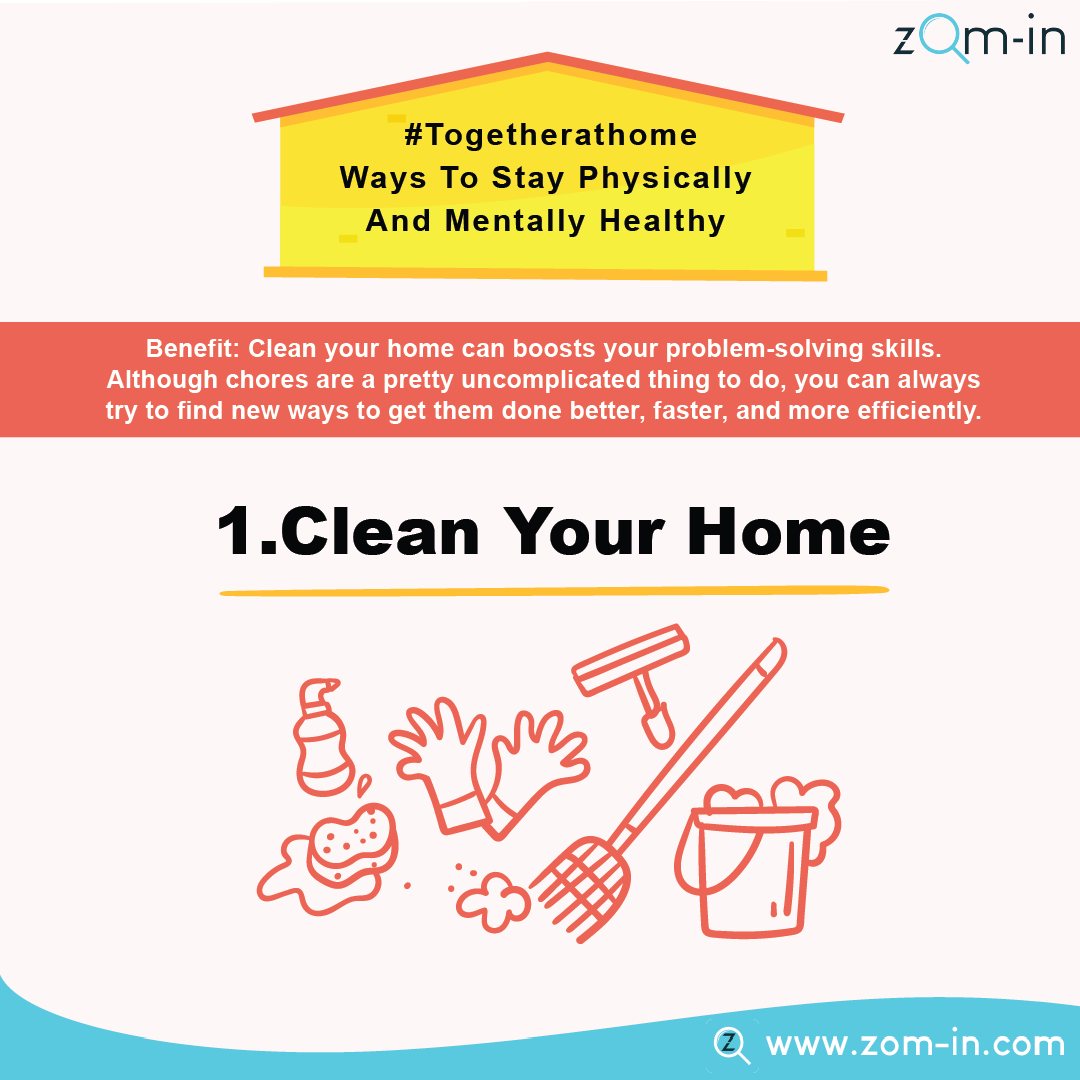 zOm-in
#Togetherathome
Ways To Stay Physically
And Mentally Healthy
Benefit: Clean your home can boosts your problem-solving skills.
Although chores are a pretty uncomplicated thing to do, you can always
try to find new ways to get them done better, faster, and more efficiently.
1.Clean Your Home
Z www.zom-in.com